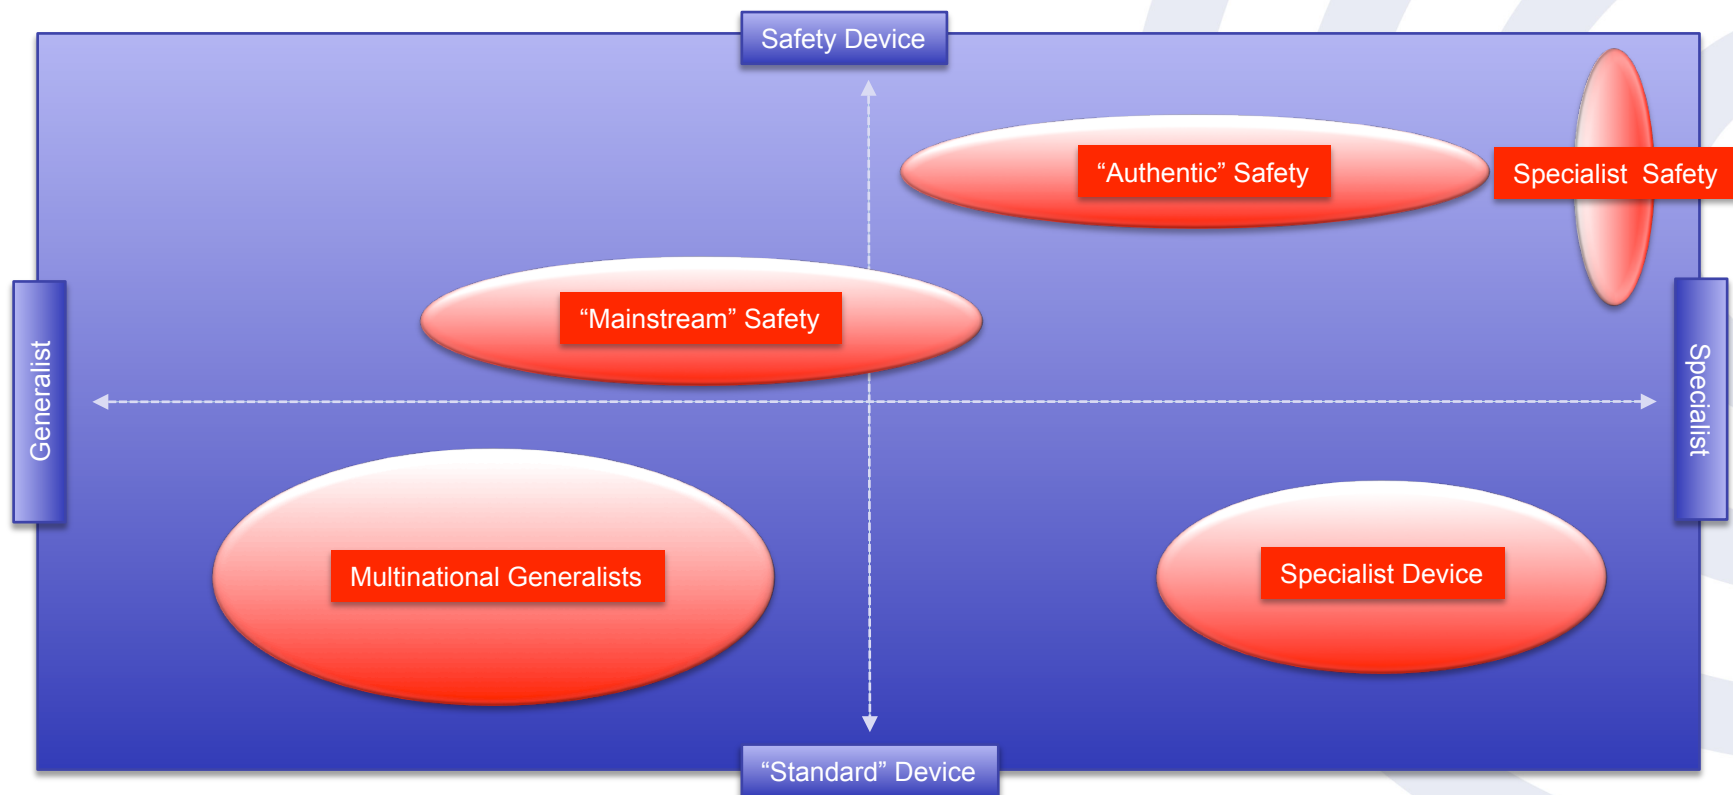 Safety Device
“Authentic” Safety
Specialist  Safety
“Mainstream” Safety
Generalist
Specialist
Multinational Generalists
Specialist Device
“Standard” Device